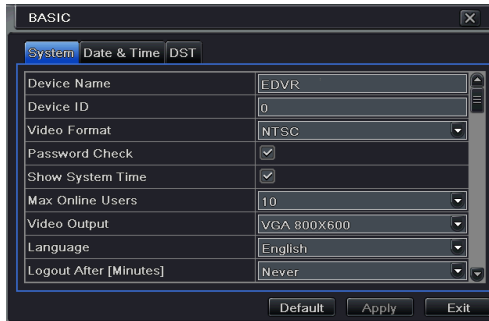 BASIC
System Date & Time DST
Device Name EDVR
Device ID 0
Video Format NTSC
Password Check
Show System Time
Max Online Users 10
Video Output VGA 800X600
Language English
Logout After [Minutes] Never
Default Apply Exit